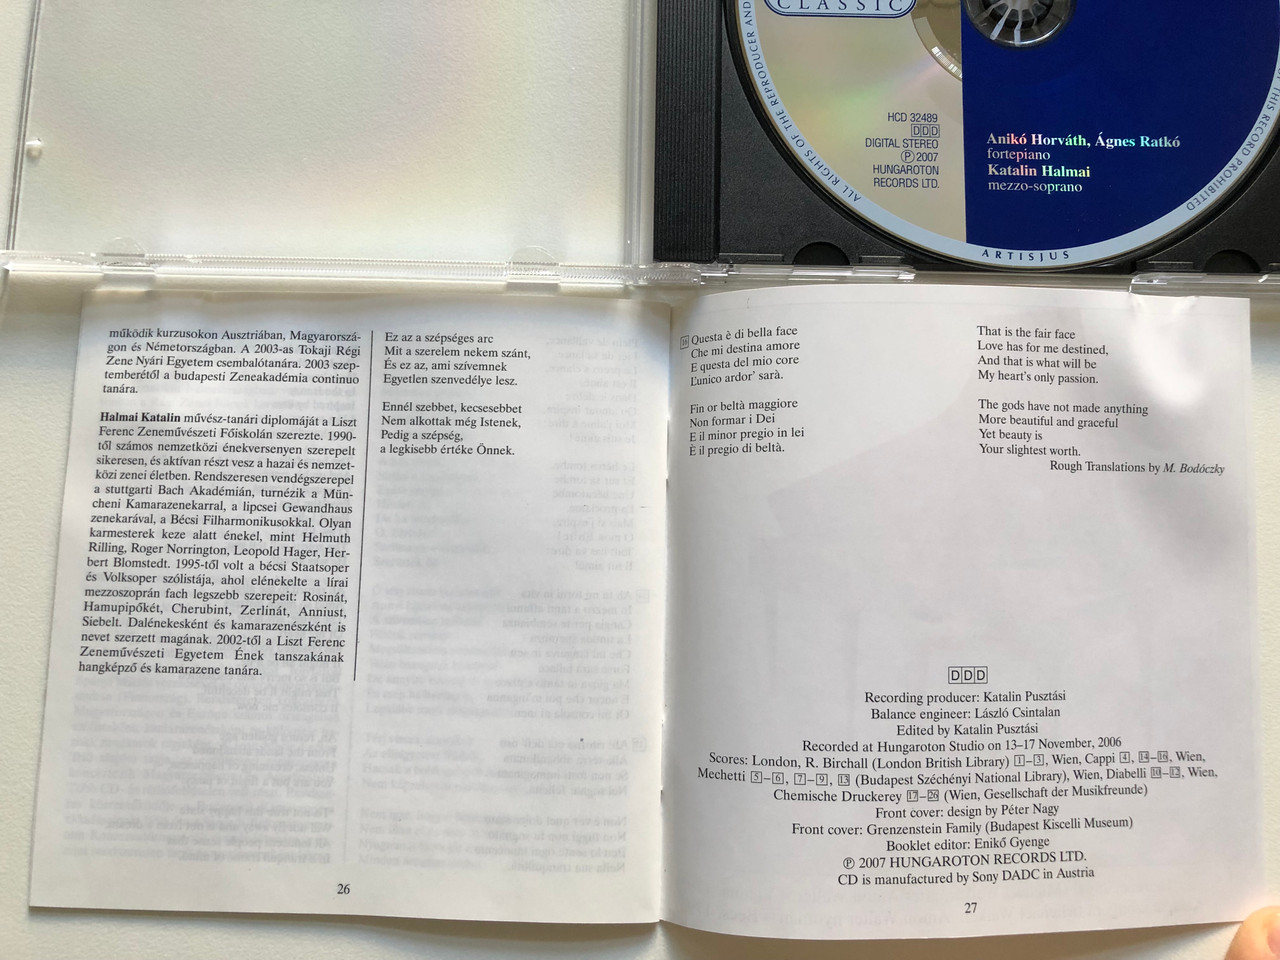 CLASSIC
HCD 32489
DDD
DIGITAL STEREO
Ⓟ 2007
HUNGAROTON
RECORDS LTD.
Anikó Horváth, Ágnes Ratkó
fortepiano
Katalin Halmai
mezzo-soprano
ALL RIGHTS OF THE REPRODUCER AND
ARTISJUS
THIS RECORD PROHIBITED
működik kurzusokon Ausztriában, Magyarorszá-
gon és Németországban. A 2003-as Tokaji Régi
Zene Nyári Egyetem csembalótanára. 2003 szep-
temberétől a budapesti Zeneakadémia continuo
tanára.
Halmai Katalin művész-tanári diplomáját a Liszt
Ferenc Zeneművészeti Főiskolán szerezte. 1990-
től számos nemzetközi énekversenyen szerepelt
sikeresen, és aktívan részt vesz a hazai és nemzet-
közi zenei életben. Rendszeresen vendégszerepel
a stuttgarti Bach Akadémián, turnézik a Mün-
cheni Kamarazenekarral, a lipcsei Gewandhaus
zenekarával, a Bécsi Filharmonikusokkal. Olyan
karmesterek keze alatt énekel, mint Helmuth
Rilling, Roger Norrington, Leopold Hager, Her-
bert Blomstedt. 1995-től volt a bécsi Staatsoper
és Volksoper szólistája, ahol elénekelte a lírai
mezzoszoprán fach legszebb szerepeit: Rosinát,
Hamupipőkét, Cherubint, Zerlinát, Anniust,
Siebelt. Dalénekesként és kamarazenészként is
nevet szerzett magának. 2002-től a Liszt Ferenc
Zeneművészeti Egyetem Ének tanszakának
hangképző és kamarazene tanára.
Ez az a szépséges arc
Mit a szerelem nekem szánt,
És ez az, ami szívemnek
Egyetlen szenvedélye lesz.
Ennél szebbet, kecsesebbet
Nem alkottak még Istenek,
Pedig a szépség,
a legkisebb értéke Önnek.
26
Questa è di bella face
Che mi destina amore
E questa del mio core
L'unico ardor' sarà.
Fin or beltà maggiore
Non formar i Dei
E il minor pregio in lei
È il pregio di beltà.
That is the fair face
Love has for me destined,
And that is what will be
My heart's only passion.
The gods have not made anything
More beautiful and graceful
Yet beauty is
Your slightest worth.
Rough Translations by M. Bodóczky
DDD
Recording producer: Katalin Pusztási
Balance engineer: László Csintalan
Edited by Katalin Pusztási
Recorded at Hungaroton Studio on 13–17 November, 2006
Scores: London, R. Birchall (London British Library) 1–3, Wien, Cappi 4, 14–16, Wien,
Mechetti 5–6, 7–9, 13 (Budapest Széchényi National Library), Wien, Diabelli 10–12, Wien,
Chemische Druckerey 17–20 (Wien, Gesellschaft der Musikfreunde)
Front cover: design by Péter Nagy
Front cover: Grenzenstein Family (Budapest Kiscelli Museum)
Booklet editor: Enikő Gyenge
Ⓟ 2007 HUNGAROTON RECORDS LTD.
CD is manufactured by Sony DADC in Austria
27